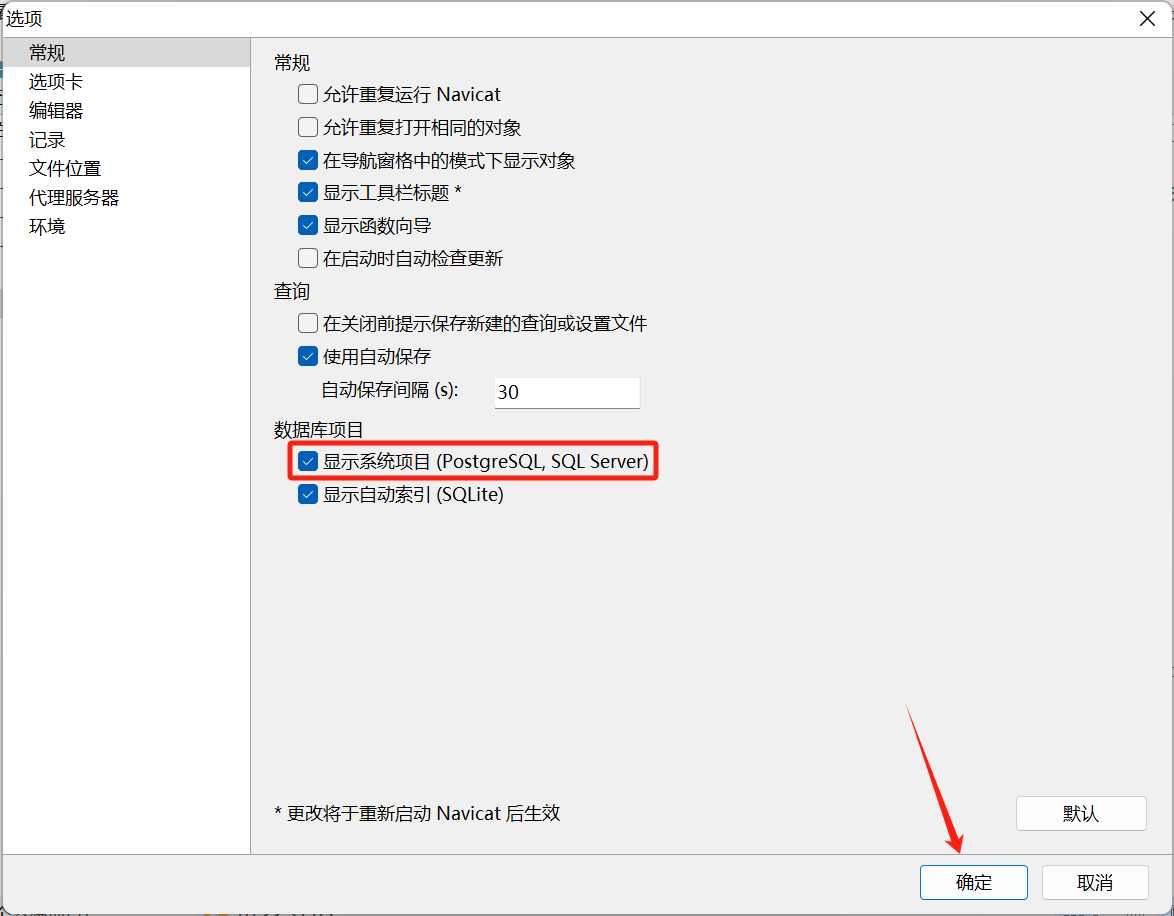 选项
常规
选项卡
编辑器
记录
文件位置
代理服务器
环境
常规
允许重复运行 Navicat
允许重复打开相同的对象
在导航窗格中的模式下显示对象
显示工具栏标题 *
显示函数向导
在启动时自动检查更新
查询
在关闭前提示保存新建的查询或设置文件
使用自动保存
自动保存间隔 (s): 30
数据库项目
显示系统项目 (PostgreSQL, SQL Server)
显示自动索引 (SQLite)
* 更改将于重新启动 Navicat 后生效
默认
确定 取消